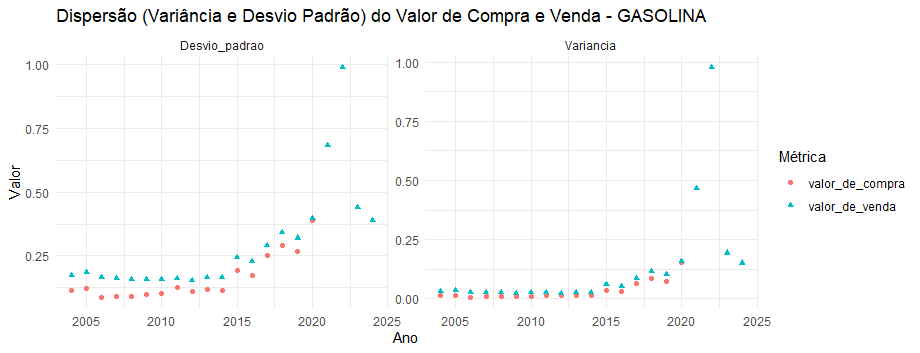 Dispersão (Variância e Desvio Padrão) do Valor de Compra e Venda - GASOLINA
Desvio_padrao
Variancia
Valor
1.00
0.75
0.50
0.25
1.00
0.75
0.50
0.25
0.00
2005 2010 2015 2020 2025
2005 2010 2015 2020 2025
Ano
Métrica
valor_de_compra
valor_de_venda